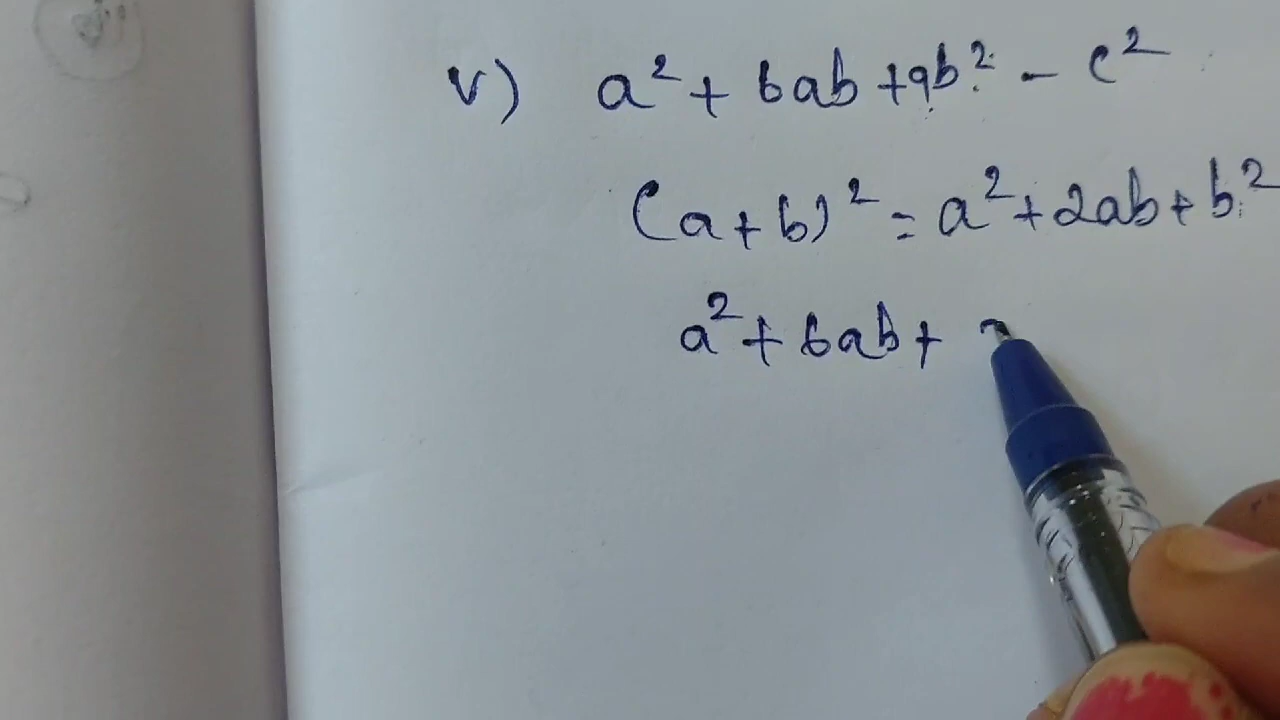 v) a² + 6ab + 9b² - c²
(a+b)² = a² + 2ab + b²
a² + 6ab +